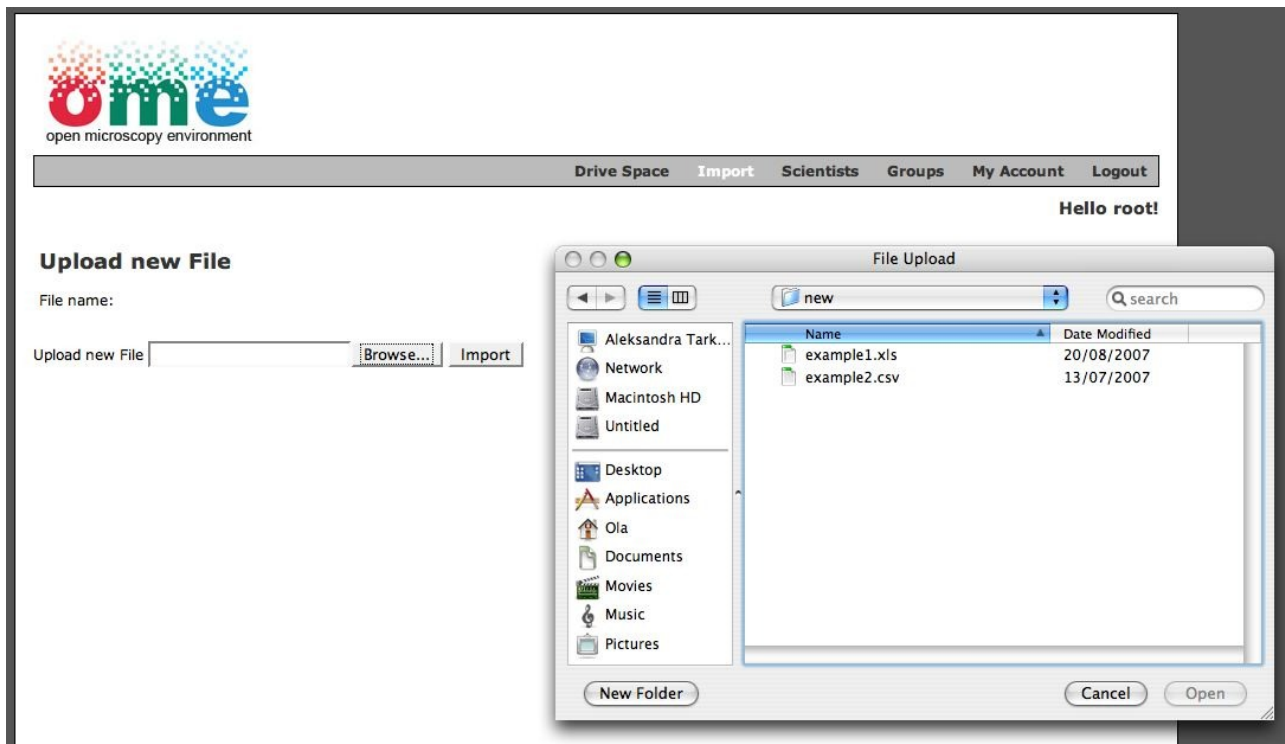 ome
open microscopy environment
Drive Space Import Scientists Groups My Account Logout
Hello root!
Upload new File
File name:
Upload new File Browse... Import
File Upload
new search
Name Date Modified
example1.xls 20/08/2007
example2.csv 13/07/2007
Aleksandra Tark...
Network
Macintosh HD
Untitled
Desktop
Applications
Ola
Documents
Movies
Music
Pictures
New Folder Cancel Open